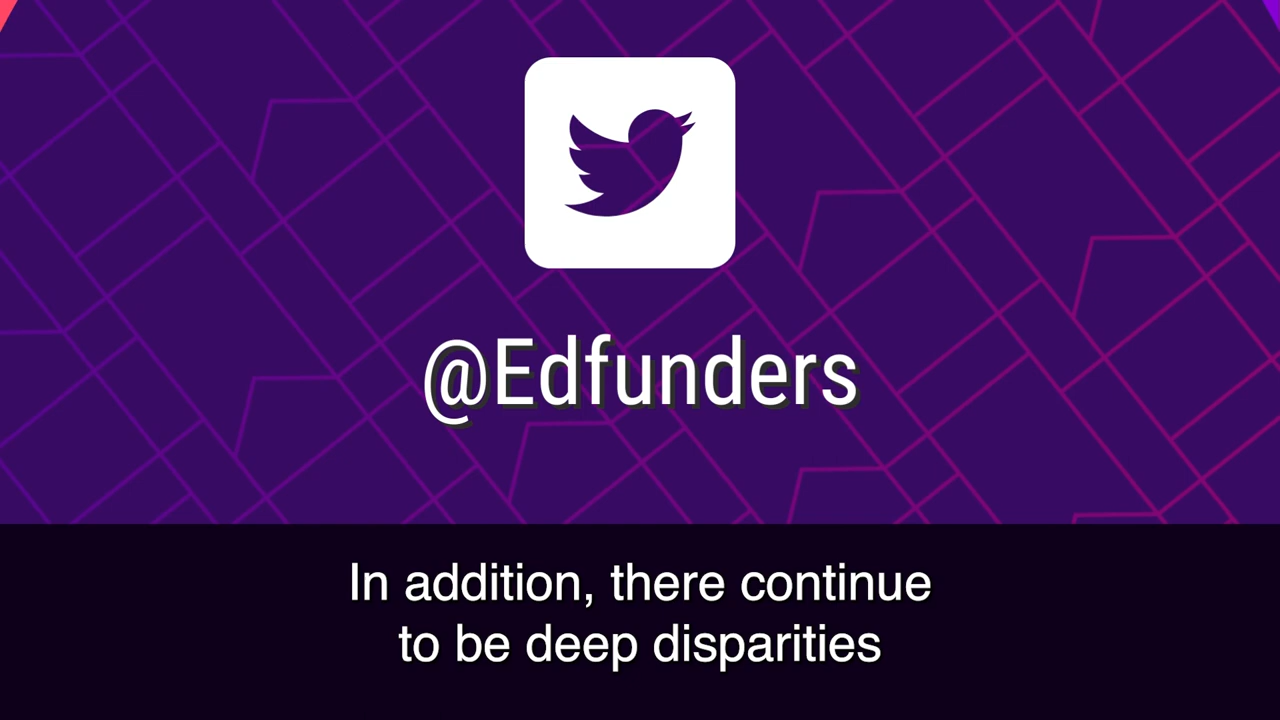 @Edfunders
In addition, there continue
to be deep disparities